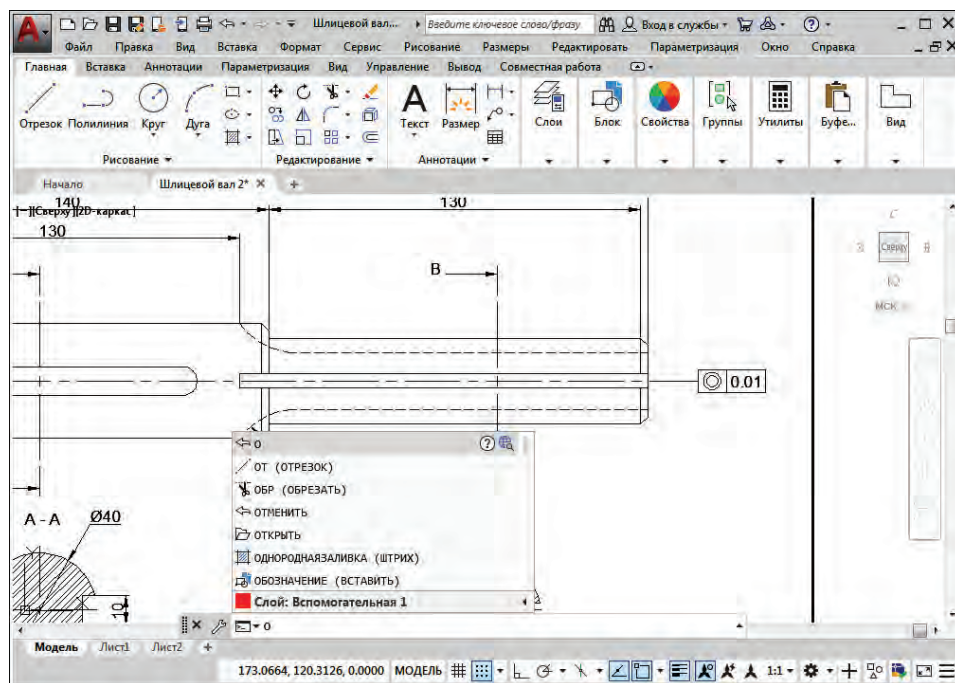 Шлицевой вал... Введите ключевое слово/фразу Вход в службы
Файл Правка Вид Вставка Формат Сервис Рисование Размеры Редактировать Параметризация Окно Справка
Главная Вставка Аннотации Параметризация Вид Управление Вывод Совместная работа
Отрезок Полилиния Круг Дуга Текст Размер Слои Блок Свойства Группы Утилиты Буфе... Вид
Рисование Редактирование Аннотации
Начало Шлицевой вал 2*
140 130
[-][Сверху][2D-каркас]
130
С
В
З Сверху В
Ю
МСК
0.01
о
ОТ (ОТРЕЗОК)
ОБР (ОБРЕЗАТЬ)
ОТМЕНИТЬ
ОТКРЫТЬ
ОДНОРОДНАЯЗАЛИВКА (ШТРИХ)
ОБОЗНАЧЕНИЕ (ВСТАВИТЬ)
Слой: Вспомогательная 1
А - А Ø40
10
о
Модель Лист1 Лист2
173.0664, 120.3126, 0.0000 МОДЕЛЬ 1:1